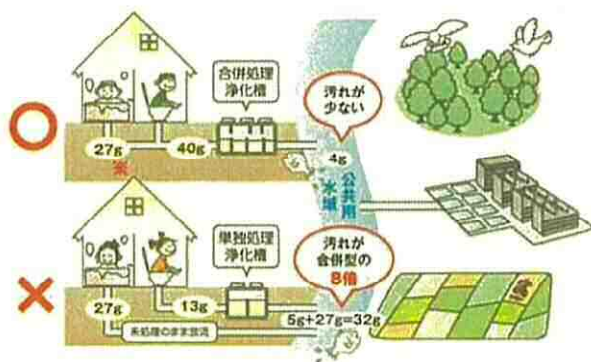 合併処理
浄化槽
汚れが
少ない
27g
40g
4g
公共用
水域
単独処理
浄化槽
汚れが
合併型の
8倍
27g
13g
5g+27g=32g
未処理のまま放流